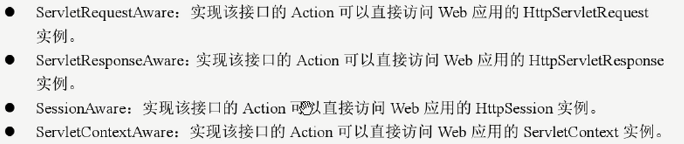 ● ServletRequestAware：实现该接口的 Action 可以直接访问 Web 应用的 HttpServletRequest
实例。
● ServletResponseAware：实现该接口的 Action 可以直接访问 Web 应用的 HttpServletResponse
实例。
● SessionAware：实现该接口的 Action 可以直接访问 Web 应用的 HttpSession 实例。
● ServletContextAware：实现该接口的 Action 可以直接访问 Web 应用的 ServletContext 实例。